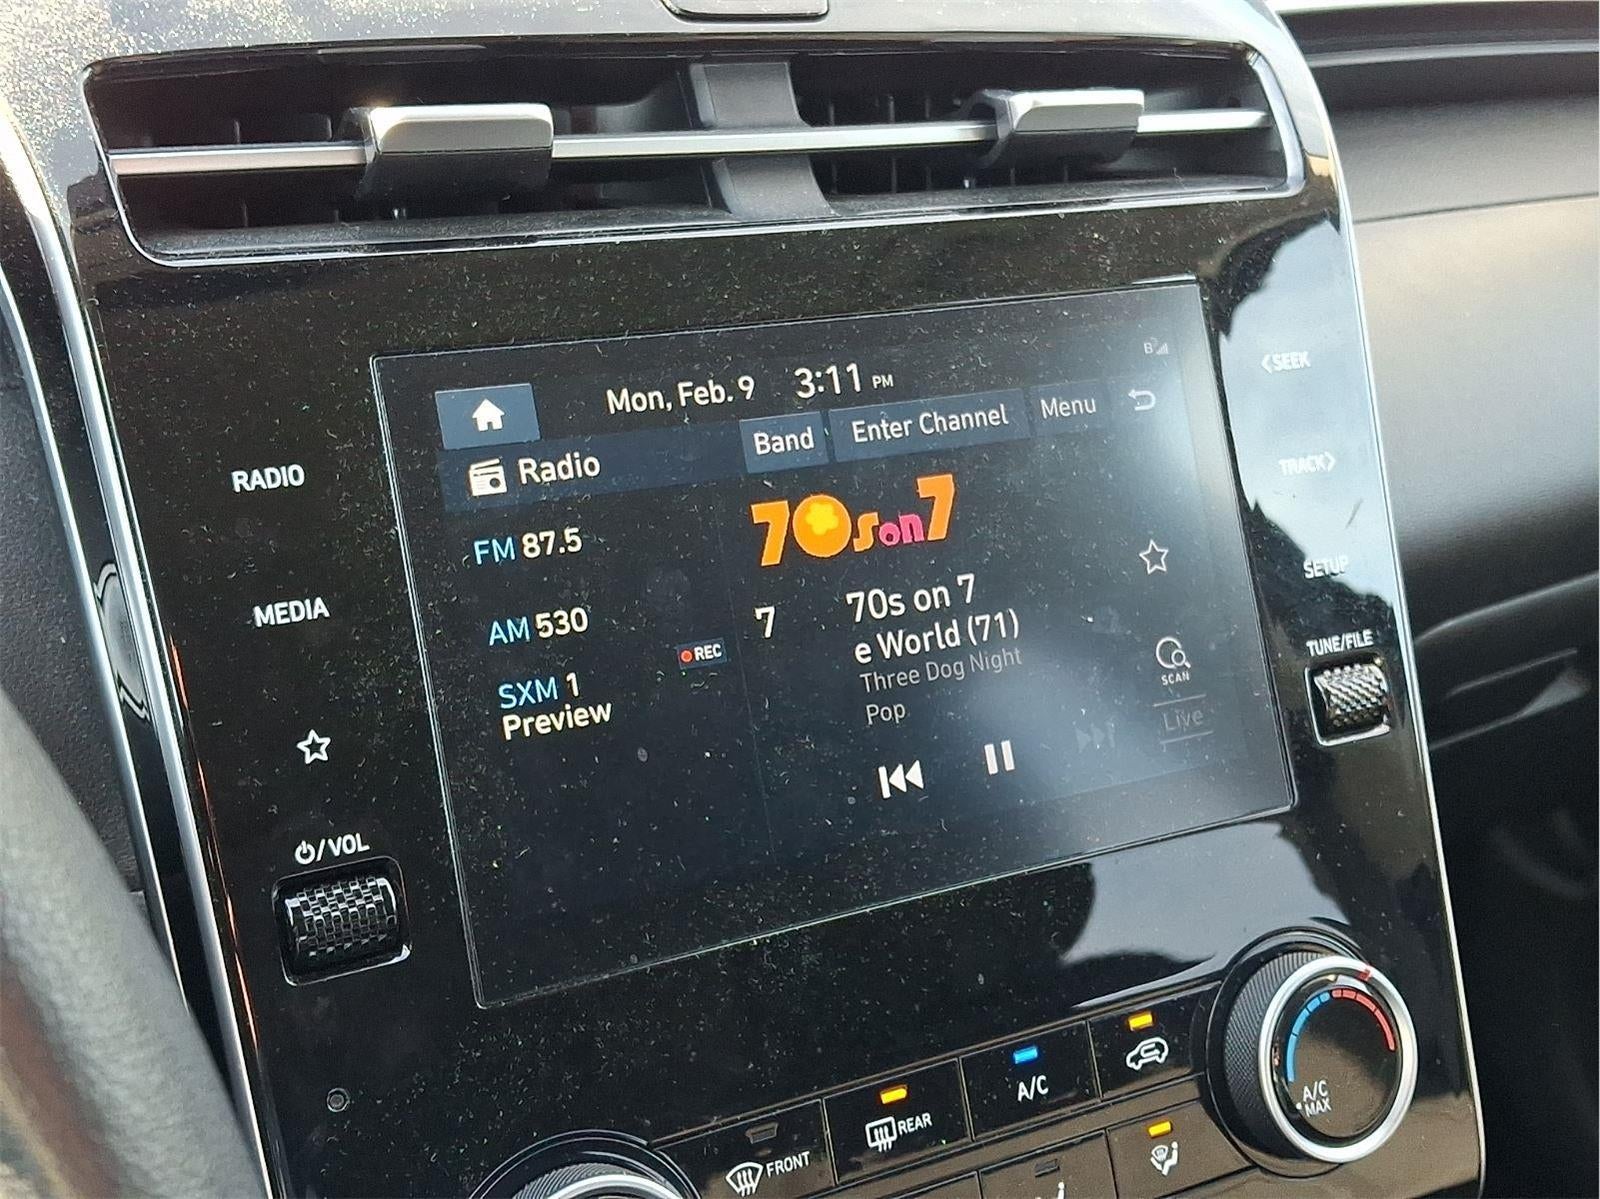 B
Mon, Feb. 9 3:11 PM
Band Enter Channel Menu
Radio
<SEEK
TRACK>
SETUP
TUNE/FILE
RADIO
MEDIA
⏻/VOL
FM 87.5
AM 530
SXM 1
Preview
REC
70s on 7
7 70s on 7
e World (71)
Three Dog Night
Pop
SCAN
Live
FRONT
REAR
A/C
A/C
MAX